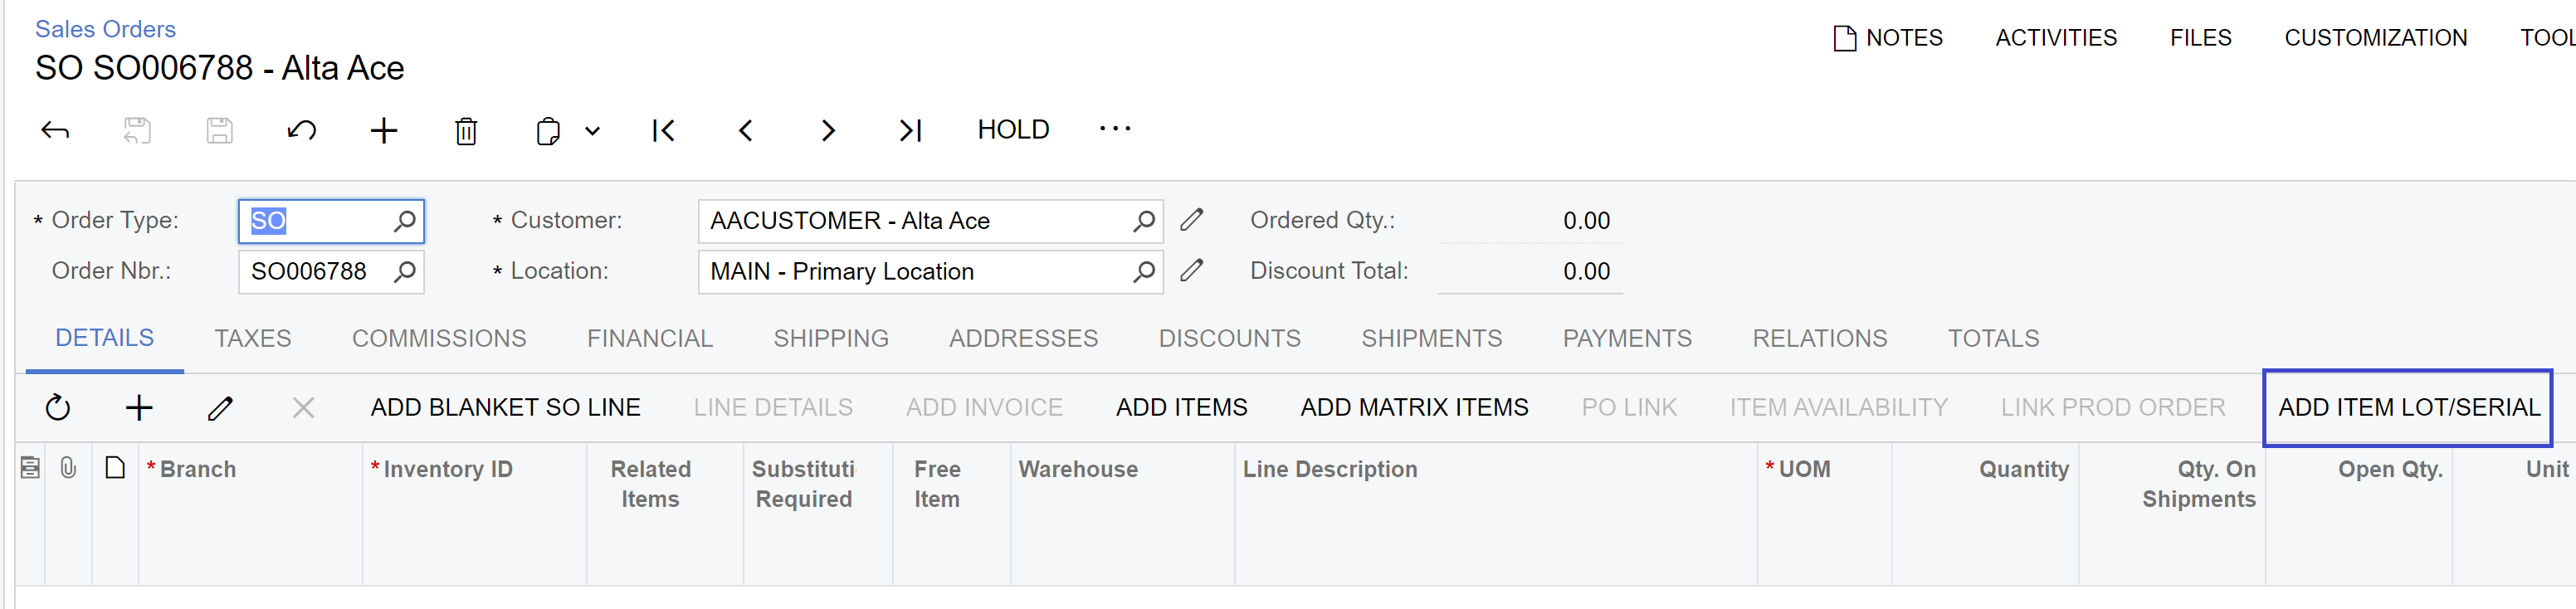 Sales Orders
NOTES ACTIVITIES FILES CUSTOMIZATION TOOL
SO SO006788 - Alta Ace
HOLD ...
* Order Type: SO * Customer: AACUSTOMER - Alta Ace Ordered Qty.: 0.00
Order Nbr.: SO006788 * Location: MAIN - Primary Location Discount Total: 0.00
DETAILS TAXES COMMISSIONS FINANCIAL SHIPPING ADDRESSES DISCOUNTS SHIPMENTS PAYMENTS RELATIONS TOTALS
ADD BLANKET SO LINE LINE DETAILS ADD INVOICE ADD ITEMS ADD MATRIX ITEMS PO LINK ITEM AVAILABILITY LINK PROD ORDER ADD ITEM LOT/SERIAL
* Branch * Inventory ID Related Substituti Free Warehouse Line Description * UOM Quantity Qty. On Open Qty. Unit
Items Required Item Shipments